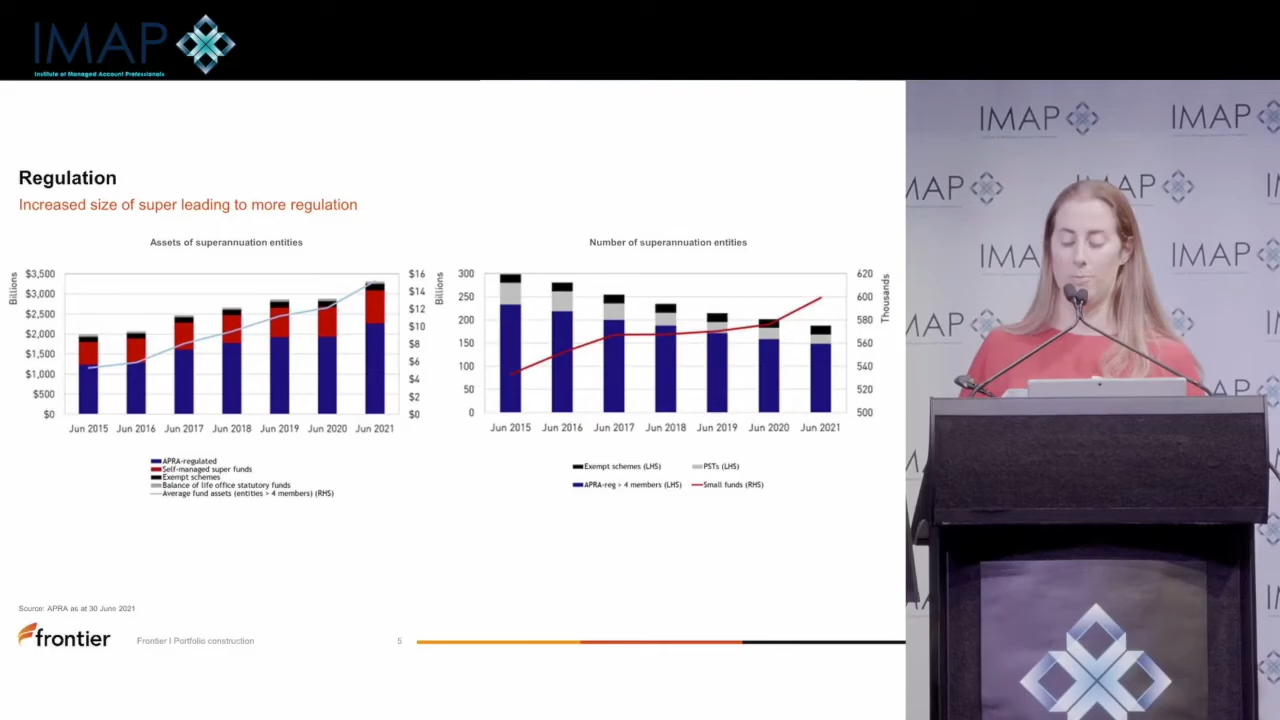 IMAP
Institute of Managed Account Professionals
Regulation
Increased size of super leading to more regulation
Assets of superannuation entities
Billions
$3,500
$3,000
$2,500
$2,000
$1,500
$1,000
$500
$0
$16
$14
$12
$10
$8
$6
$4
$2
$0
Billions
Jun 2015 Jun 2016 Jun 2017 Jun 2018 Jun 2019 Jun 2020 Jun 2021
APRA-regulated
Self-managed super funds
Exempt schemes
Balance of life office statutory funds
Average fund assets (entities > 4 members) (RHS)
Number of superannuation entities
300
250
200
150
100
50
0
620
600
580
560
540
520
500
Thousands
Jun 2015 Jun 2016 Jun 2017 Jun 2018 Jun 2019 Jun 2020 Jun 2021
Exempt schemes (LHS) PSTs (LHS)
APRA-reg > 4 members (LHS) Small funds (RHS)
Source: APRA as at 30 June 2021
frontier
Frontier I Portfolio construction
5
IMAP IMAP
MAP MAP
IMAP IMAP
MAP
IMAP